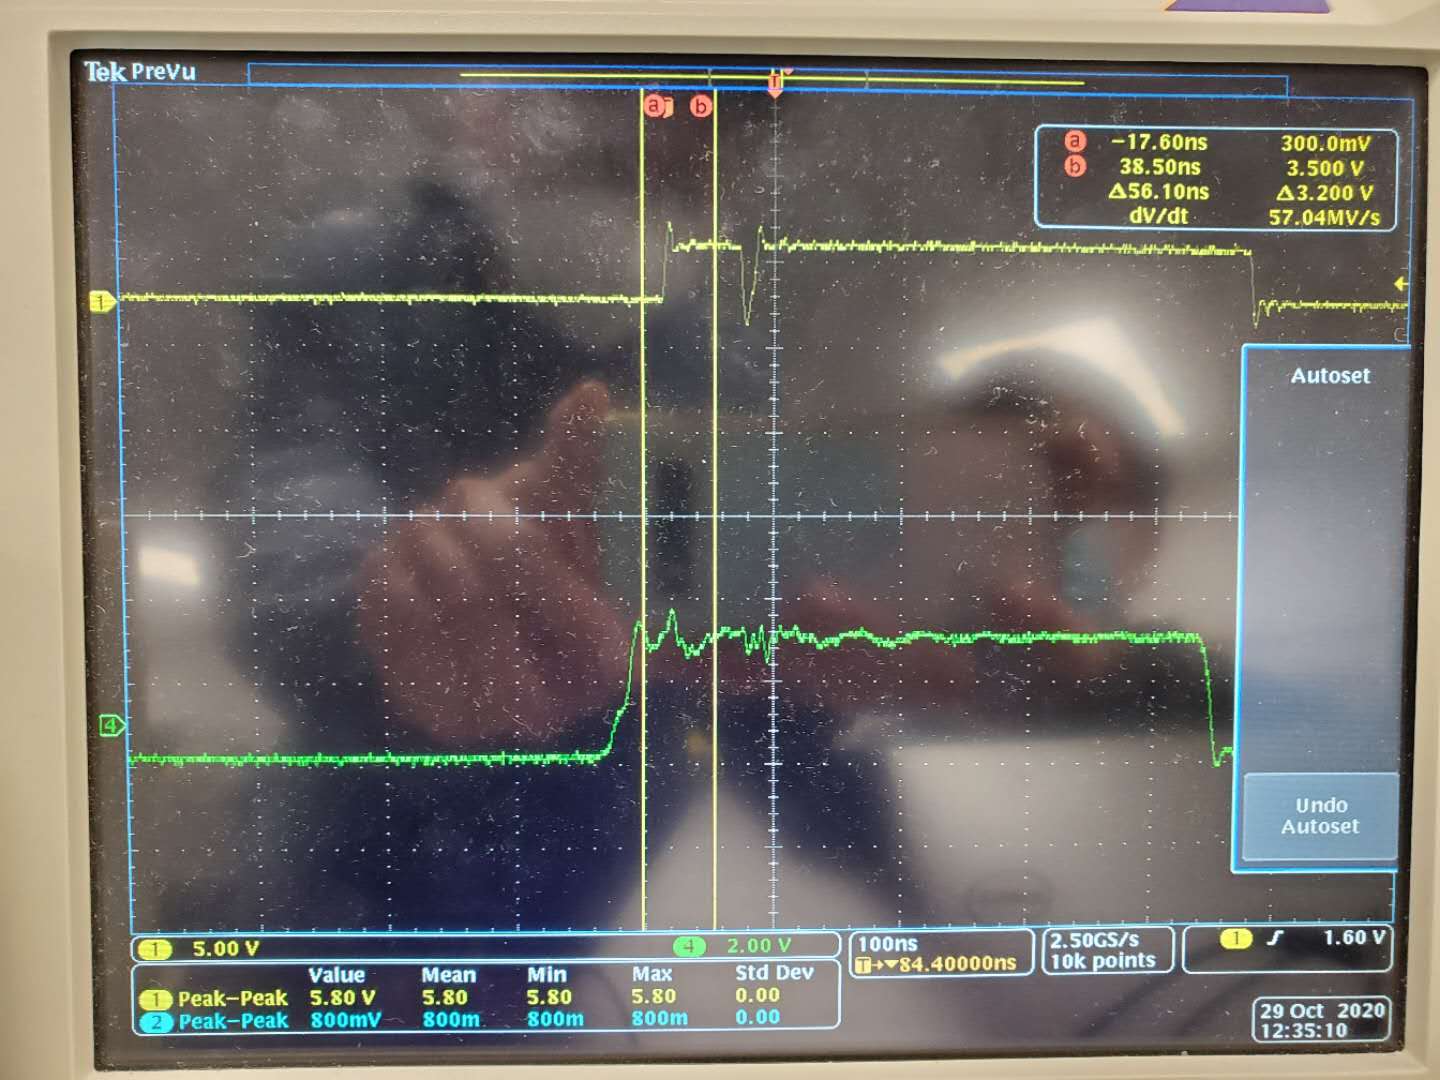 Tek PreVu
T
a b
a −17.60ns 300.0mV
b 38.50ns 3.500 V
Δ56.10ns Δ3.200 V
dV/dt 57.04MV/s
1
Autoset
4
Undo
Autoset
1 5.00 V 4 2.00 V
100ns
T→▼84.40000ns
2.50GS/s
10k points
1 1.60 V
Value Mean Min Max Std Dev
1 Peak−Peak 5.80 V 5.80 5.80 5.80 0.00
2 Peak−Peak 800mV 800m 800m 800m 0.00
29 Oct 2020
12:35:10